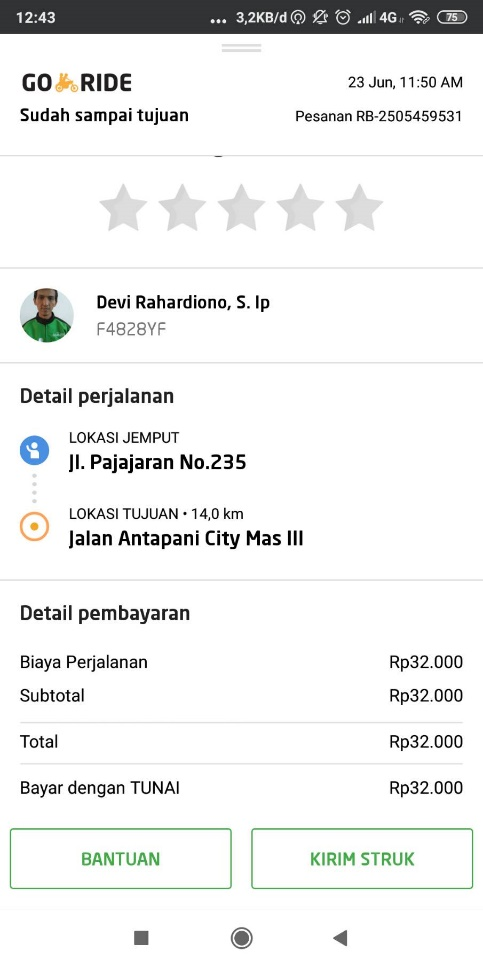 12:43
... 3,2KB/d 4G 75
GO RIDE
23 Jun, 11:50 AM
Sudah sampai tujuan
Pesanan RB-2505459531
Devi Rahardiono, S. Ip
F4828YF
Detail perjalanan
LOKASI JEMPUT
Jl. Pajajaran No.235
LOKASI TUJUAN • 14,0 km
Jalan Antapani City Mas III
Detail pembayaran
Biaya Perjalanan Rp32.000
Subtotal Rp32.000
Total Rp32.000
Bayar dengan TUNAI Rp32.000
BANTUAN
KIRIM STRUK